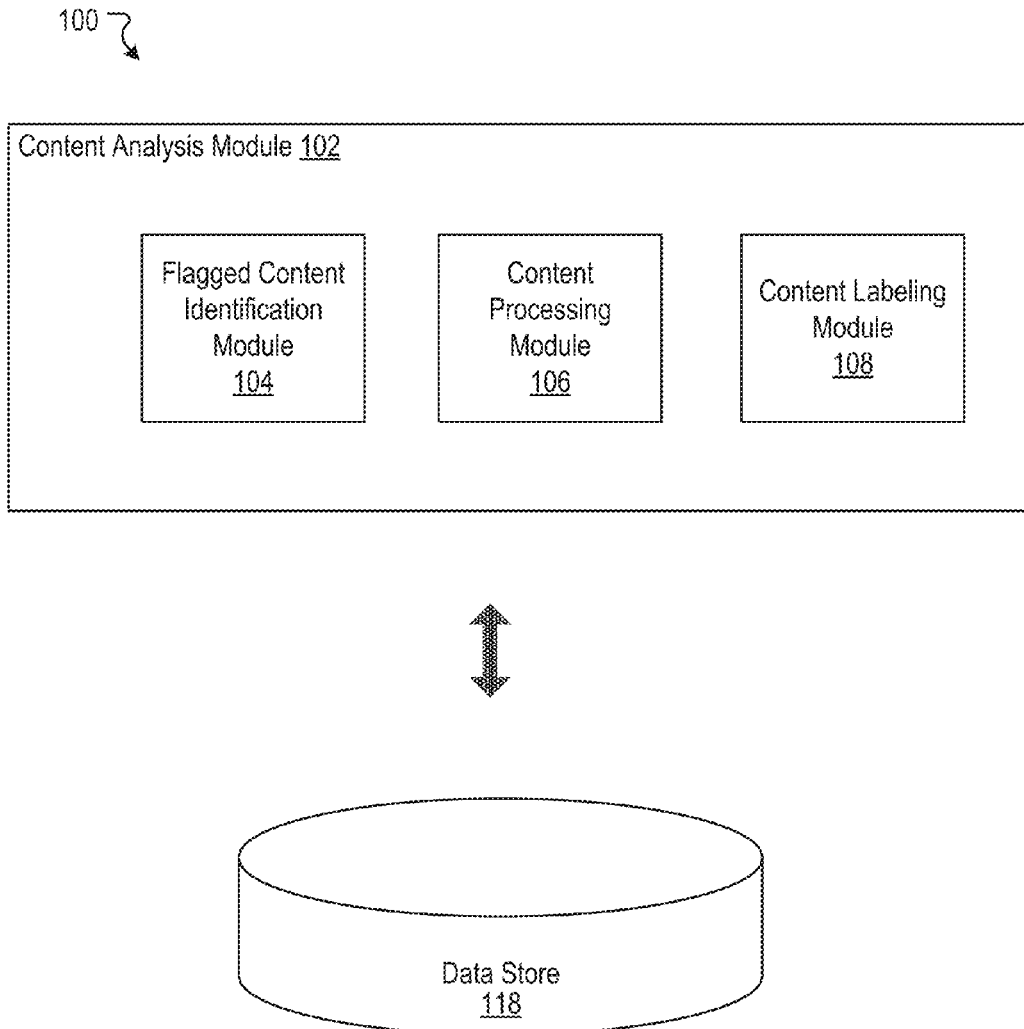 100
Content Analysis Module 102
Flagged Content
Identification
Module
104
Content
Processing
Module
106
Content Labeling
Module
108
Data Store
118